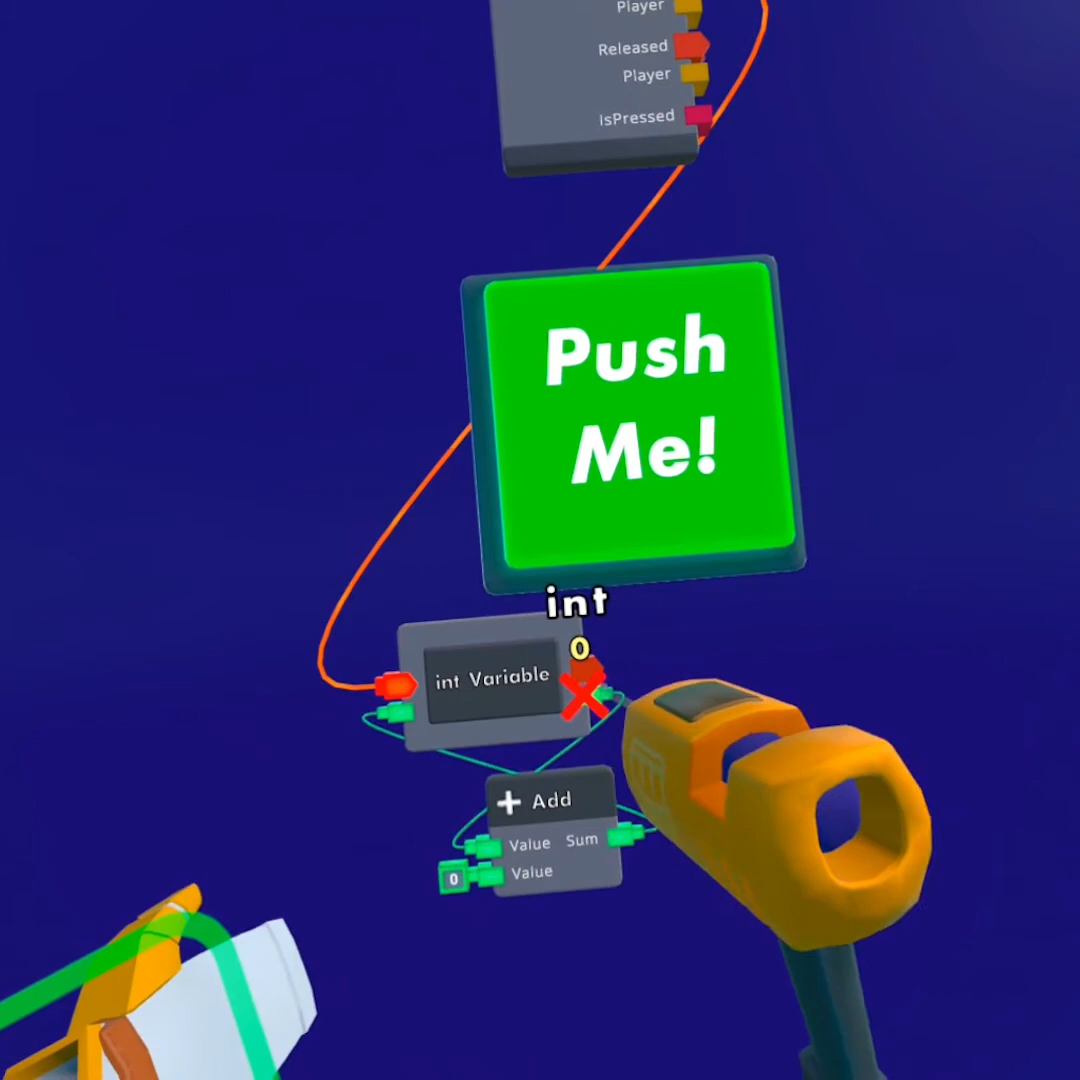 Player
Released
Player
IsPressed
Push
Me!
int
0
int Variable
+ Add
Value Sum
0 Value